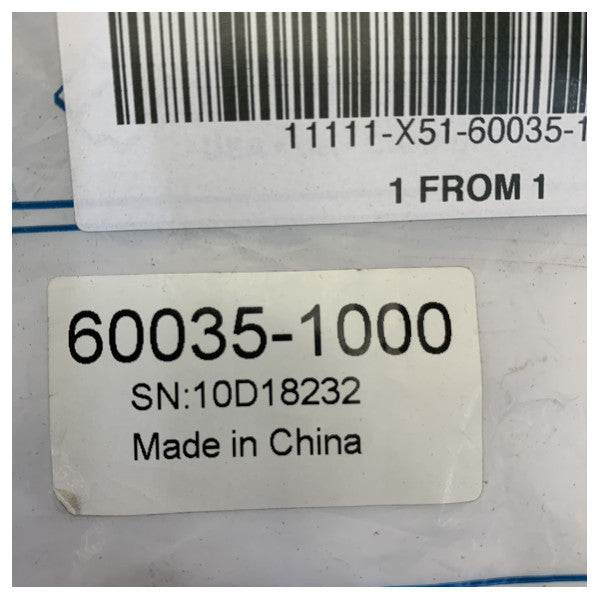 11111-X51-60035-1
1 FROM 1
60035-1000
SN:10D18232
Made in China